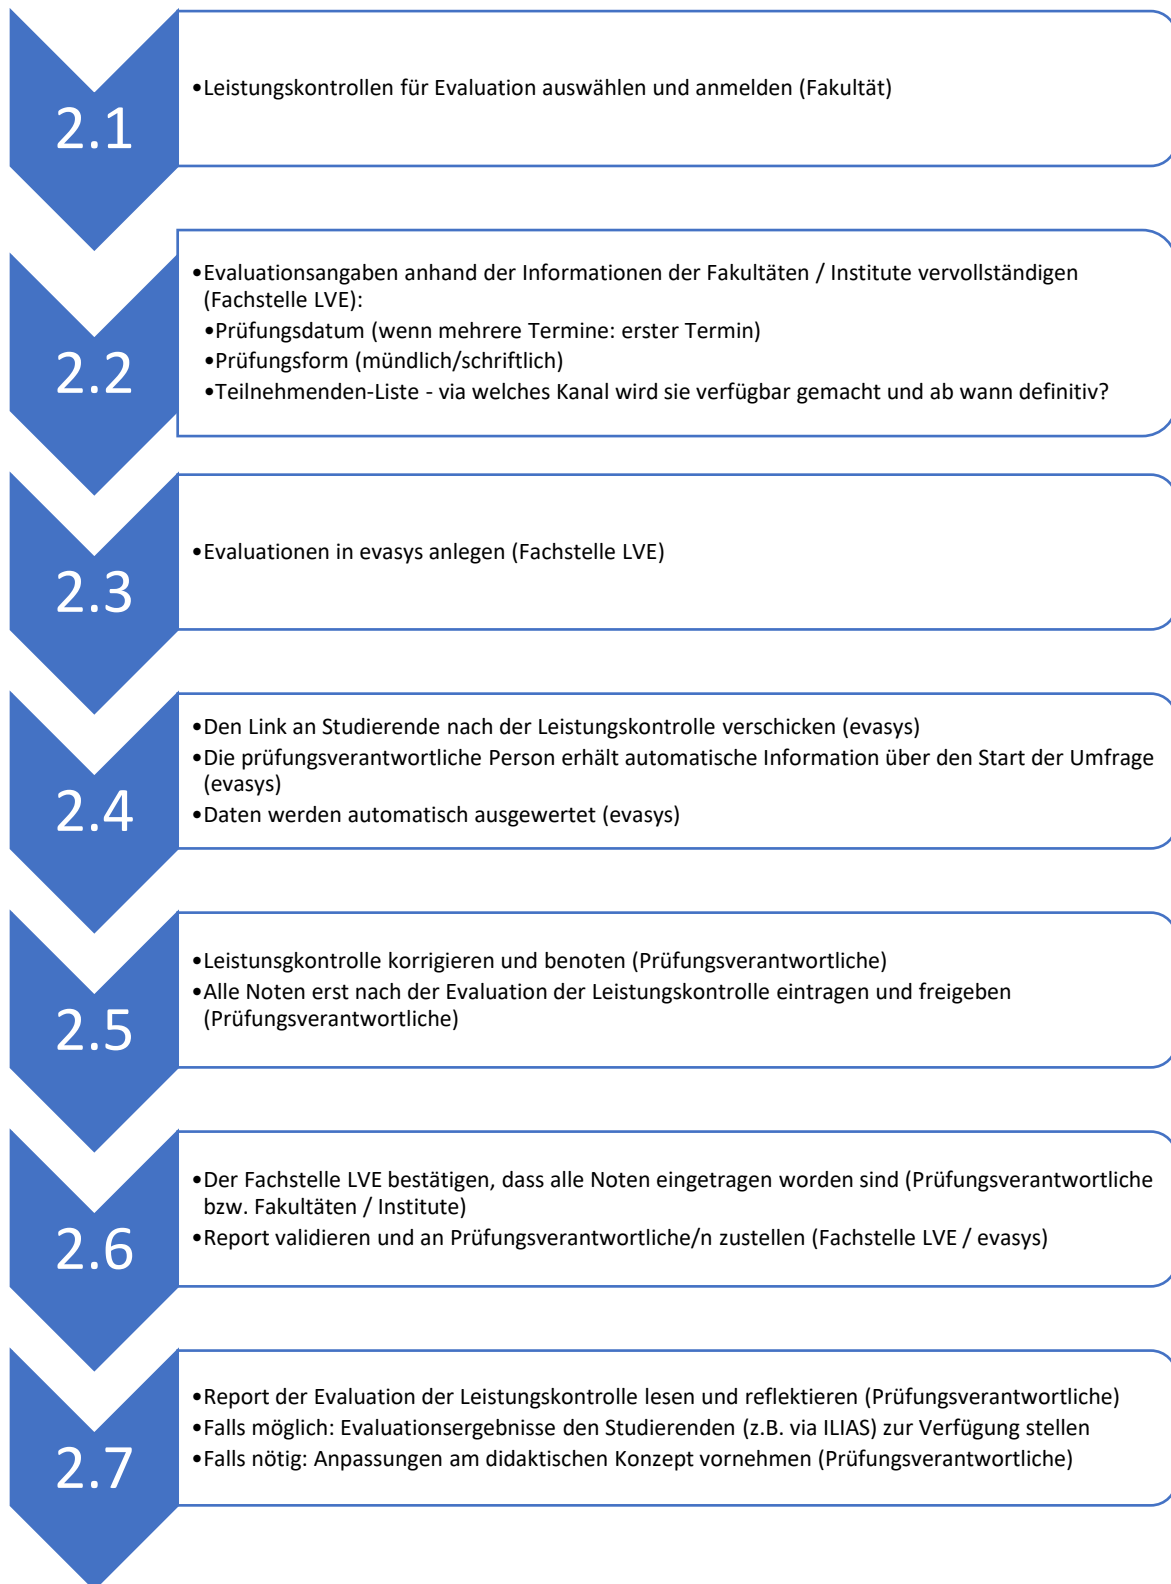 2.1
•Leistungskontrollen für Evaluation auswählen und anmelden (Fakultät)
2.2
•Evaluationsangaben anhand der Informationen der Fakultäten / Institute vervollständigen
(Fachstelle LVE):
•Prüfungsdatum (wenn mehrere Termine: erster Termin)
•Prüfungsform (mündlich/schriftlich)
•Teilnehmenden-Liste - via welches Kanal wird sie verfügbar gemacht und ab wann definitiv?
2.3
•Evaluationen in evasys anlegen (Fachstelle LVE)
2.4
•Den Link an Studierende nach der Leistungskontrolle verschicken (evasys)
•Die prüfungsverantwortliche Person erhält automatische Information über den Start der Umfrage
(evasys)
•Daten werden automatisch ausgewertet (evasys)
2.5
•Leistunsgkontrolle korrigieren und benoten (Prüfungsverantwortliche)
•Alle Noten erst nach der Evaluation der Leistungskontrolle eintragen und freigeben
(Prüfungsverantwortliche)
2.6
•Der Fachstelle LVE bestätigen, dass alle Noten eingetragen worden sind (Prüfungsverantwortliche
bzw. Fakultäten / Institute)
•Report validieren und an Prüfungsverantwortliche/n zustellen (Fachstelle LVE / evasys)
2.7
•Report der Evaluation der Leistungskontrolle lesen und reflektieren (Prüfungsverantwortliche)
•Falls möglich: Evaluationsergebnisse den Studierenden (z.B. via ILIAS) zur Verfügung stellen
•Falls nötig: Anpassungen am didaktischen Konzept vornehmen (Prüfungsverantwortliche)